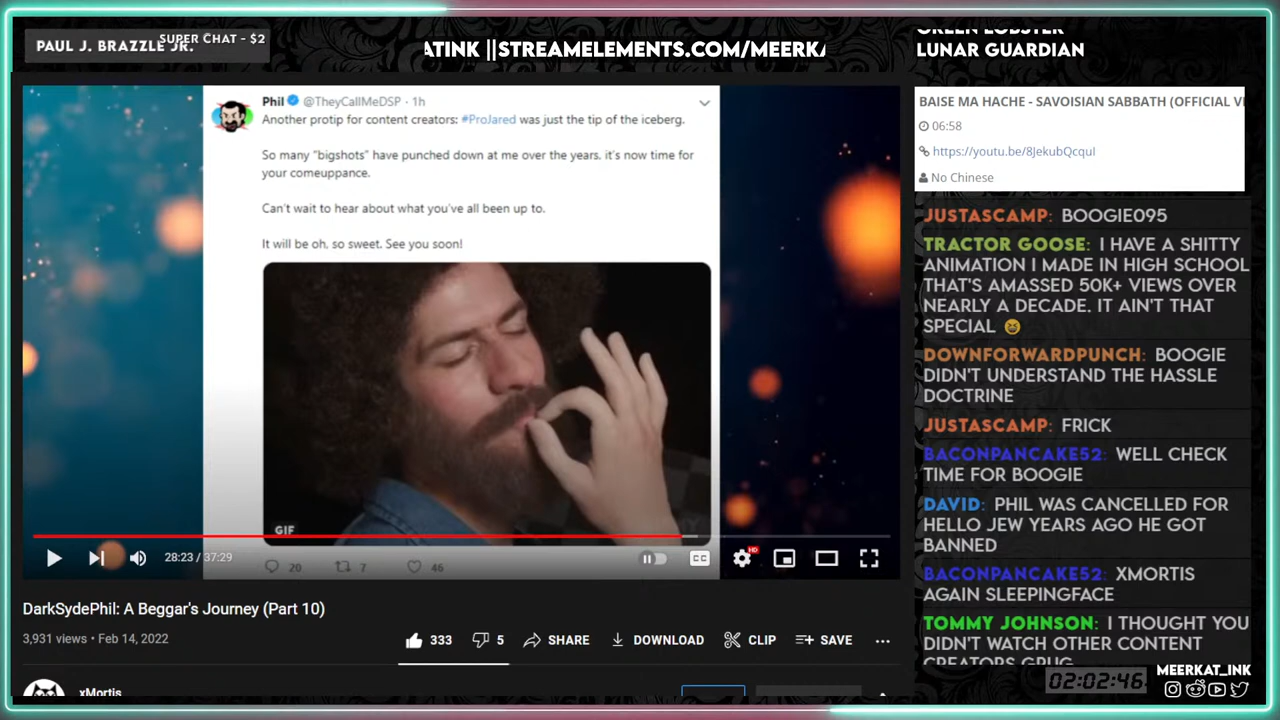 PAUL J. BRAZZLE JR.
SUPER CHAT - $2
ATINK ||STREAMELEMENTS.COM/MEERKA
GREEN LOBSTER
LUNAR GUARDIAN
Phil @TheyCallMeDSP · 1h
Another protip for content creators: #ProJared was just the tip of the iceberg.
So many "bigshots" have punched down at me over the years, it's now time for
your comeuppance.
Can't wait to hear about what you've all been up to.
It will be oh, so sweet. See you soon!
GIF
20 7 46
28:23 / 37:29
CC
HD
DarkSydePhil: A Beggar's Journey (Part 10)
3,931 views • Feb 14, 2022
333 5 SHARE DOWNLOAD CLIP SAVE
xMortis
BAISE MA HACHE - SAVOISIAN SABBATH (OFFICIAL VI
06:58
https://youtu.be/8JekubQcquI
No Chinese
JUSTASCAMP: BOOGIE095
TRACTOR GOOSE: I HAVE A SHITTY
ANIMATION I MADE IN HIGH SCHOOL
THAT'S AMASSED 50K+ VIEWS OVER
NEARLY A DECADE. IT AIN'T THAT
SPECIAL
DOWNFORWARDPUNCH: BOOGIE
DIDN'T UNDERSTAND THE HASSLE
DOCTRINE
JUSTASCAMP: FRICK
BACONPANCAKE52: WELL CHECK
TIME FOR BOOGIE
DAVID: PHIL WAS CANCELLED FOR
HELLO JEW YEARS AGO HE GOT
BANNED
BACONPANCAKE52: XMORTIS
AGAIN SLEEPINGFACE
TOMMY JOHNSON: I THOUGHT YOU
DIDN'T WATCH OTHER CONTENT
CREATORS GRUG
02:02:46
MEERKAT_INK